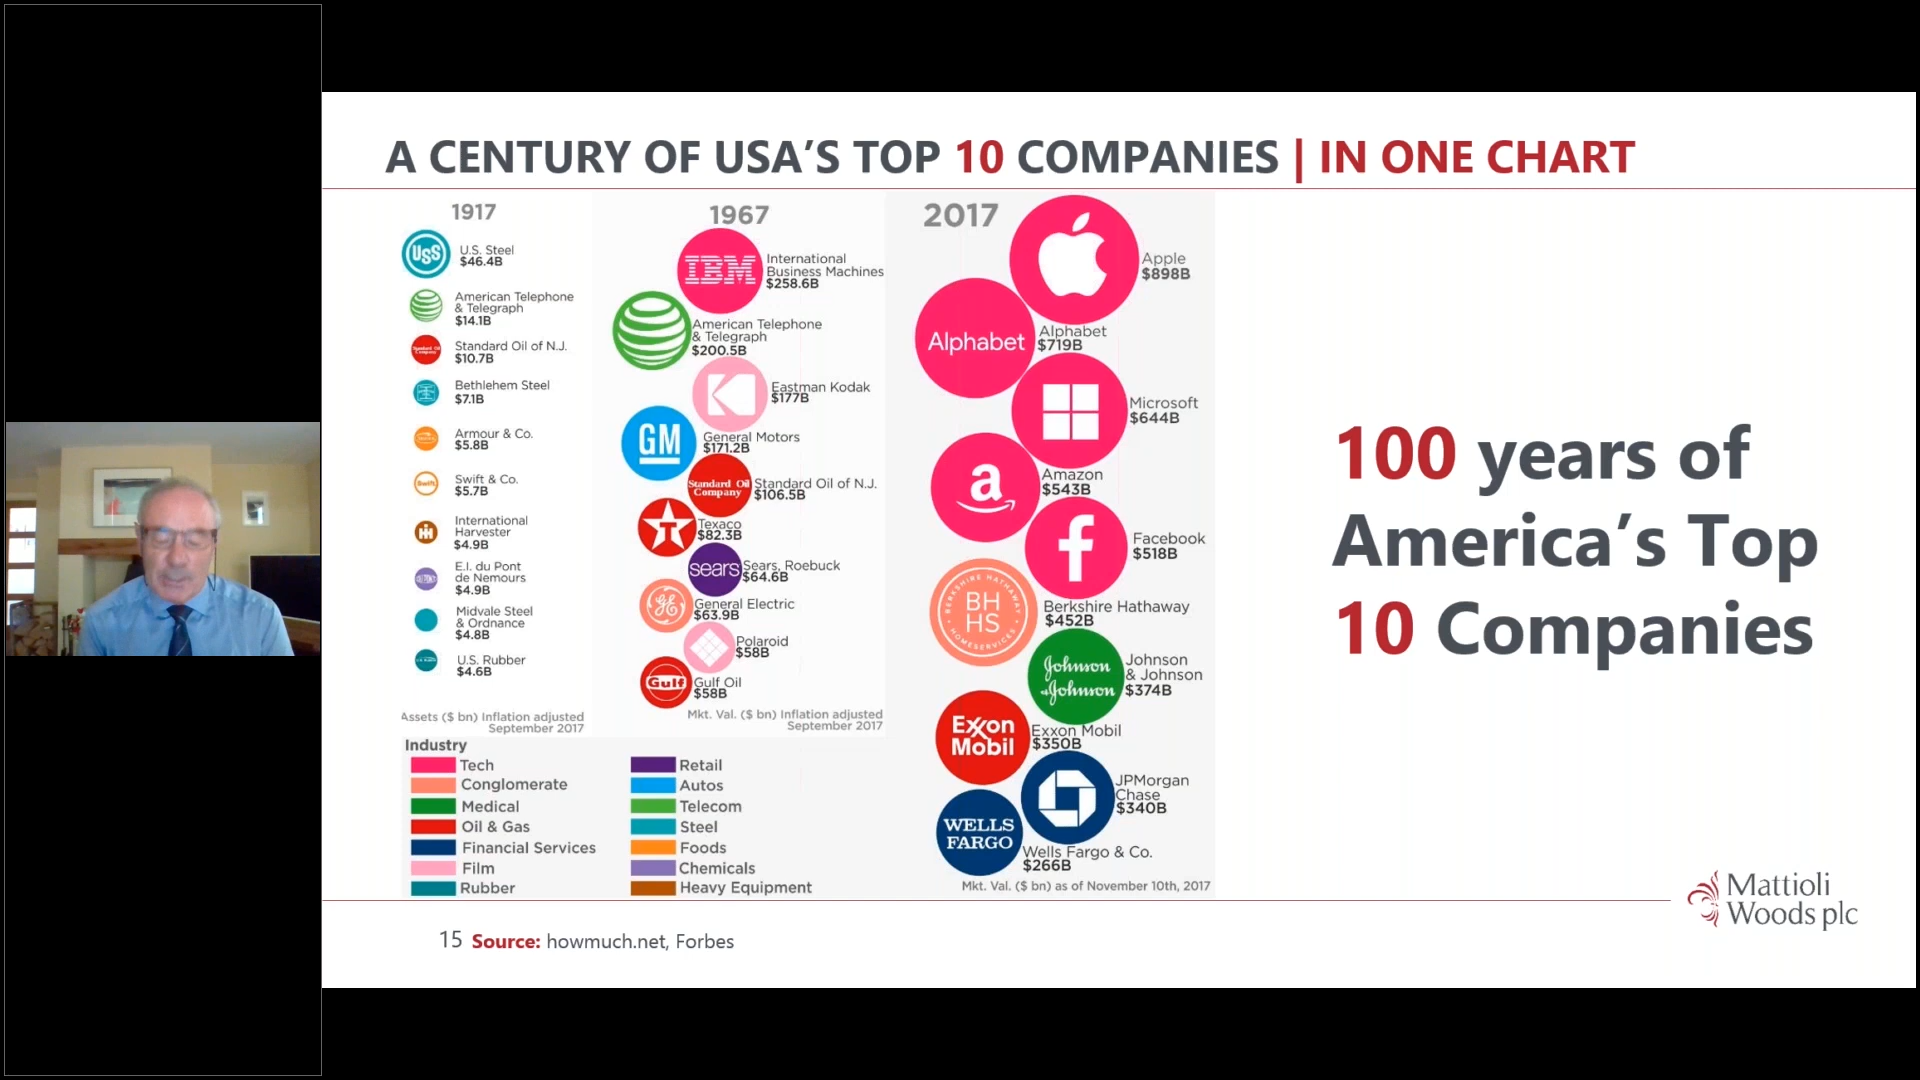 A CENTURY OF USA'S TOP 10 COMPANIES | IN ONE CHART
1917
USS
U.S. Steel
$46.4B
American Telephone
& Telegraph
$14.1B
Standard Oil of N.J.
$10.7B
Bethlehem Steel
$7.1B
Armour & Co.
$5.8B
Swift
Swift & Co.
$5.7B
International
Harvester
$4.9B
E.I. du Pont
de Nemours
$4.9B
Midvale Steel
& Ordnance
$4.8B
U.S. Rubber
$4.6B
Assets ($ bn) Inflation adjusted
September 2017
1967
IBM
International
Business Machines
$258.6B
American Telephone
& Telegraph
$200.5B
Eastman Kodak
$177B
GM
General Motors
$171.2B
Standard Oil
Company
Standard Oil of N.J.
$106.5B
T
Texaco
$82.3B
sears
Sears, Roebuck
$64.6B
GE
General Electric
$63.9B
Polaroid
$58B
Gulf
Gulf Oil
$58B
Mkt. Val. ($ bn) Inflation adjusted
September 2017
2017
Apple
$898B
Alphabet
Alphabet
$719B
Microsoft
$644B
a
Amazon
$543B
f
Facebook
$518B
BERKSHIRE HATHAWAY
BH
HS
HOMESERVICES
Berkshire Hathaway
$452B
Johnson
& Johnson
Johnson
& Johnson
$374B
Exxon
Mobil
Exxon Mobil
$350B
JPMorgan
Chase
$340B
WELLS
FARGO
Wells Fargo & Co.
$266B
Mkt. Val. ($ bn) as of November 10th, 2017
Industry
Tech
Conglomerate
Medical
Oil & Gas
Financial Services
Film
Rubber
Retail
Autos
Telecom
Steel
Foods
Chemicals
Heavy Equipment
100 years of
America's Top
10 Companies
Mattioli
Woods plc
15 Source: howmuch.net, Forbes